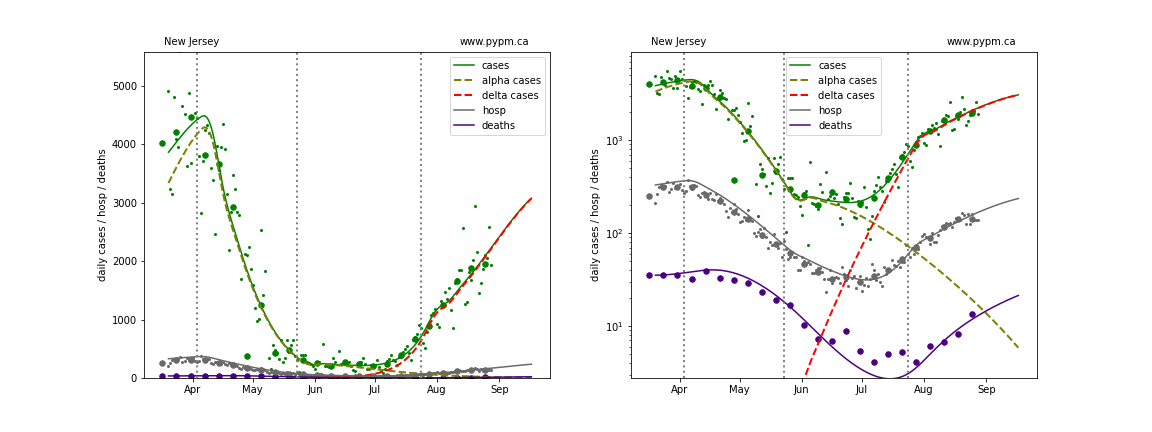 New Jersey www.pypm.ca
cases
alpha cases
delta cases
hosp
deaths
daily cases / hosp / deaths
5000
4000
3000
2000
1000
0
Apr May Jun Jul Aug Sep
New Jersey www.pypm.ca
cases
alpha cases
delta cases
hosp
deaths
daily cases / hosp / deaths
10³
10²
10¹
Apr May Jun Jul Aug Sep